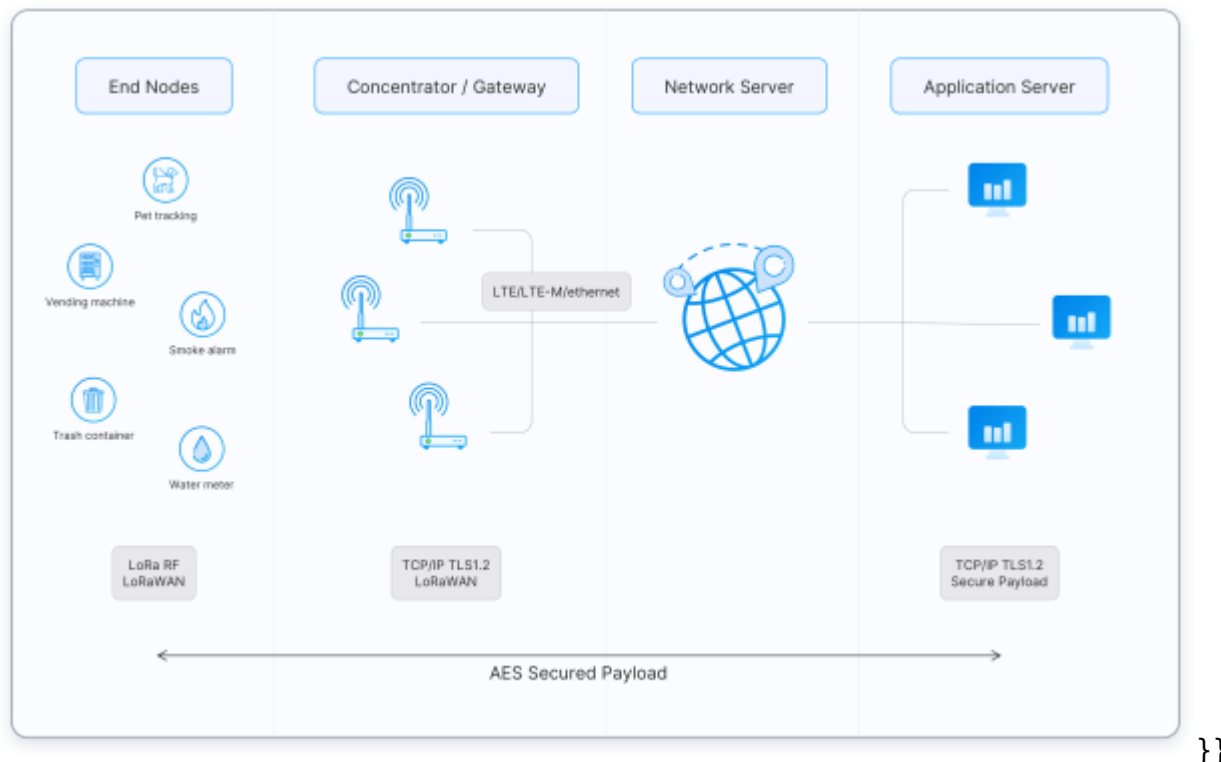 End Nodes
Concentrator / Gateway
Network Server
Application Server
Pet tracking
Vending machine
Smoke alarm
Trash container
Water meter
LTE/LTE-M/ethernet
LoRa RF
LoRaWAN
TCP/IP TLS1.2
LoRaWAN
TCP/IP TLS1.2
Secure Payload
AES Secured Payload
}}